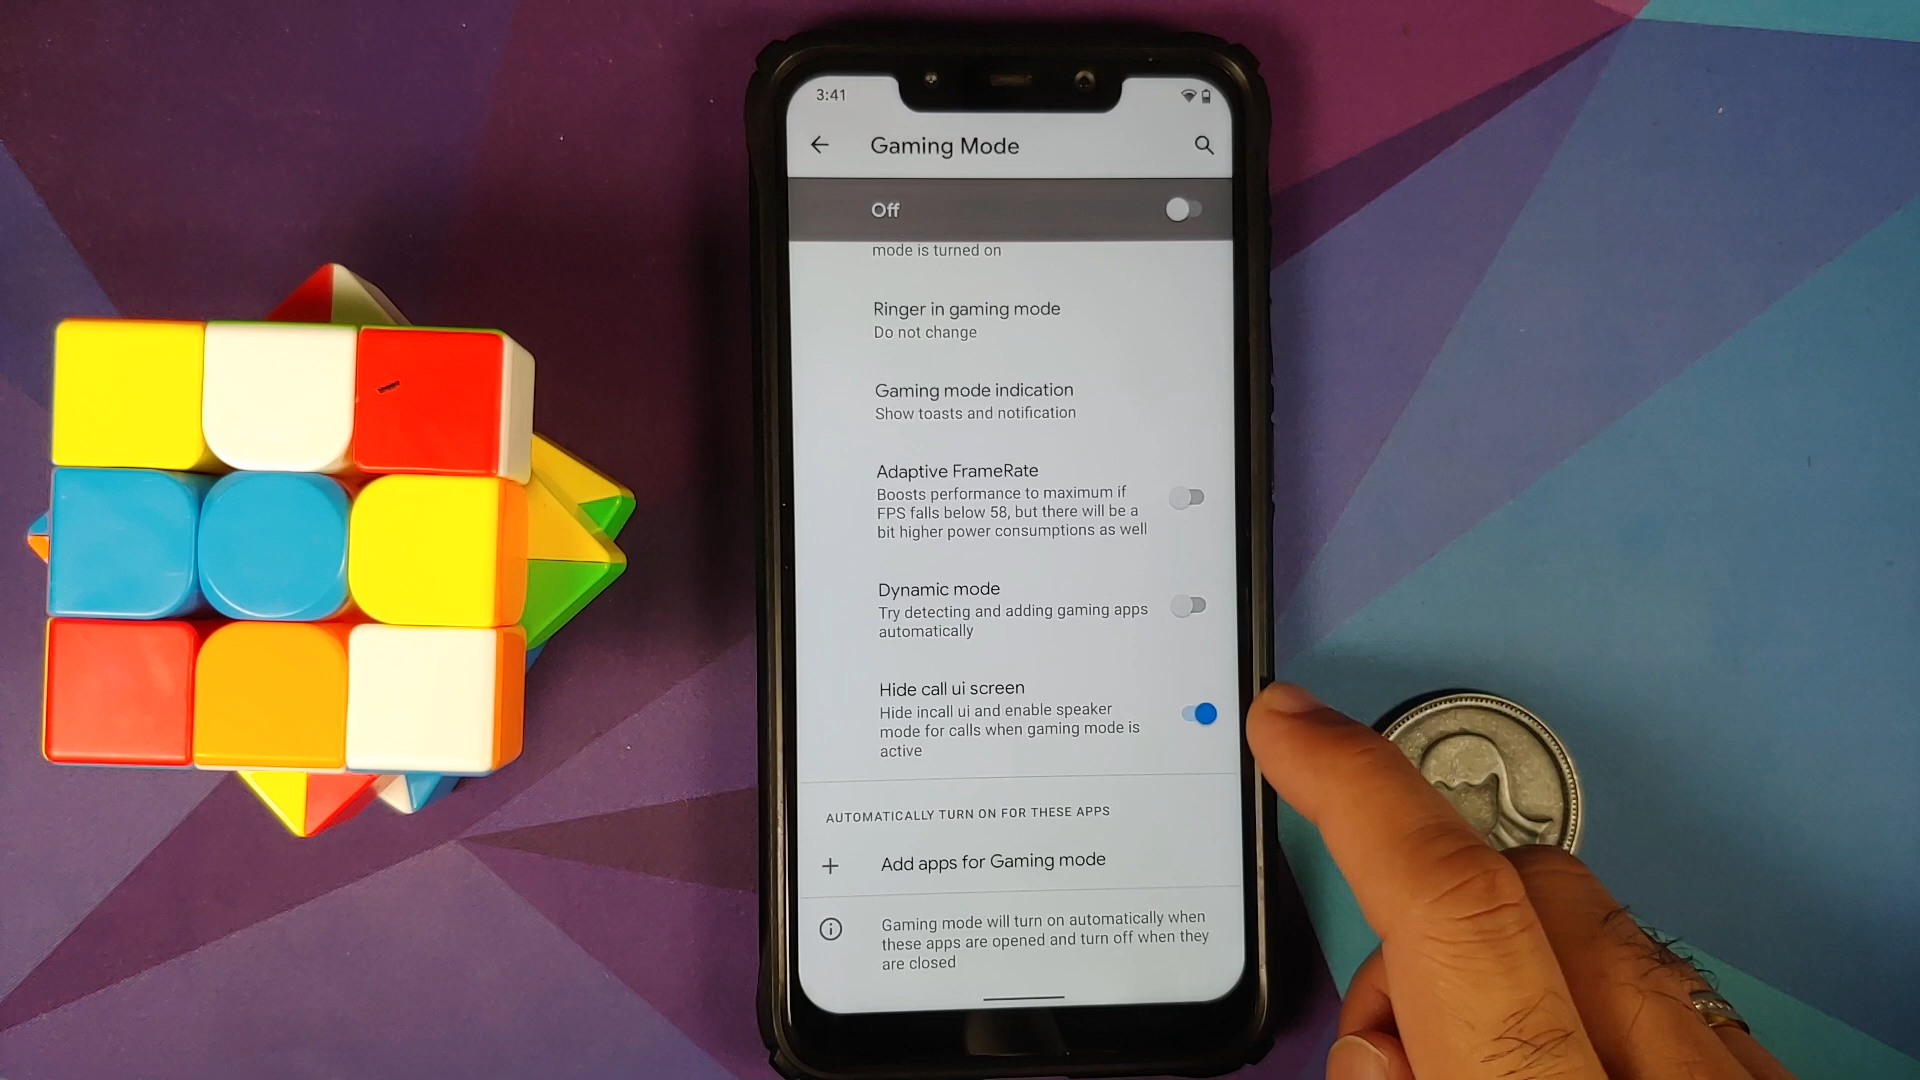 3:41
Gaming Mode
Off
mode is turned on
Ringer in gaming mode
Do not change
Gaming mode indication
Show toasts and notification
Adaptive FrameRate
Boosts performance to maximum if
FPS falls below 58, but there will be a
bit higher power consumptions as well
Dynamic mode
Try detecting and adding gaming apps
automatically
Hide call ui screen
Hide incall ui and enable speaker
mode for calls when gaming mode is
active
AUTOMATICALLY TURN ON FOR THESE APPS
Add apps for Gaming mode
Gaming mode will turn on automatically when
these apps are opened and turn off when they
are closed